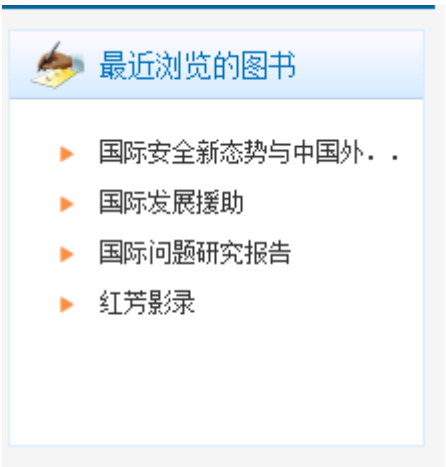 最近浏览的图书
国际安全新态势与中国外．．
国际发展援助
国际问题研究报告
红芳影录